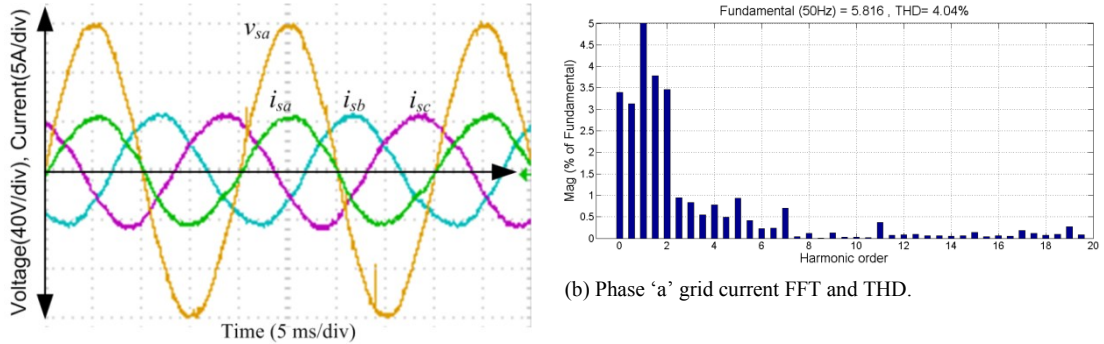 Voltage(40V/div), Current(5A/div)
v_sa
i_sa
i_sb
i_sc
Time (5 ms/div)
Fundamental (50Hz) = 5.816 , THD= 4.04%
Mag (% of Fundamental)
5
4.5
4
3.5
3
2.5
2
1.5
1
0.5
0
0 2 4 6 8 10 12 14 16 18 20
Harmonic order
(b) Phase ‘a’ grid current FFT and THD.